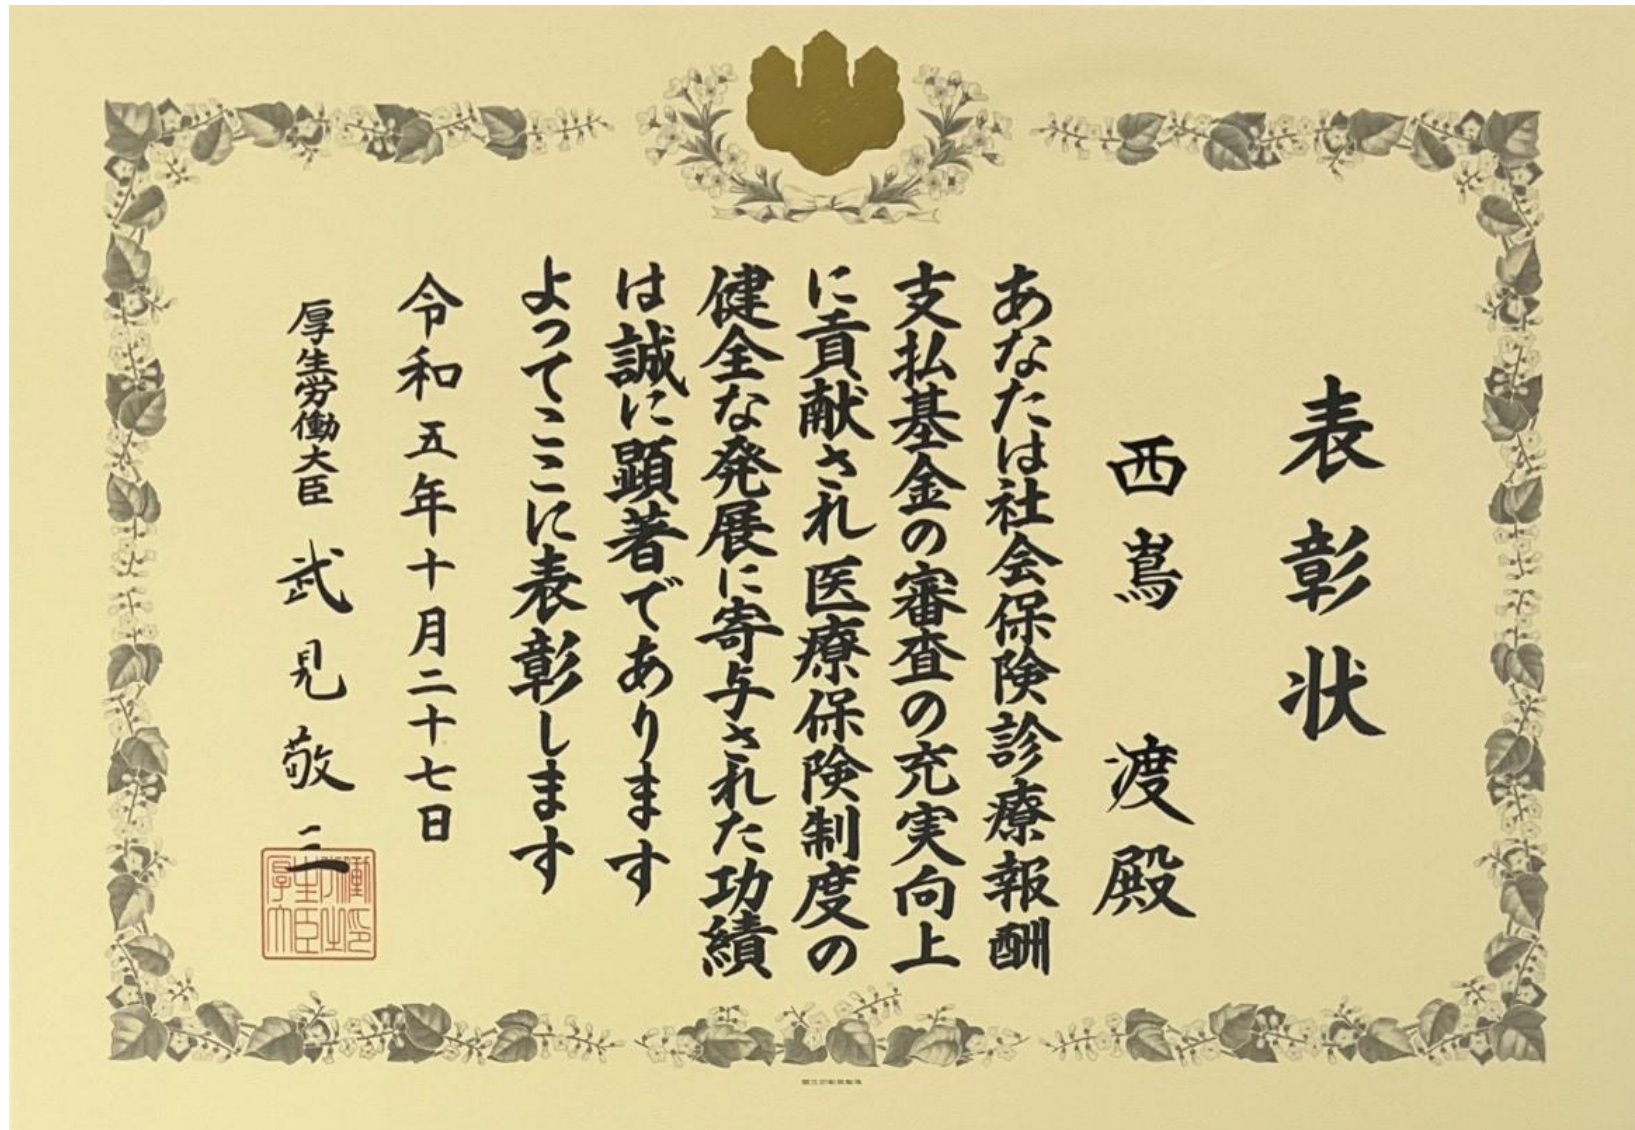 表彰状
西嶌 渡殿
あなたは社会保険診療報酬
支払基金の審査の充実向上
に貢献され医療保険制度の
健全な発展に寄与された功績
は誠に顕著であります
よってここに表彰します
令和五年十月二十七日
厚生労働大臣 武見敬三